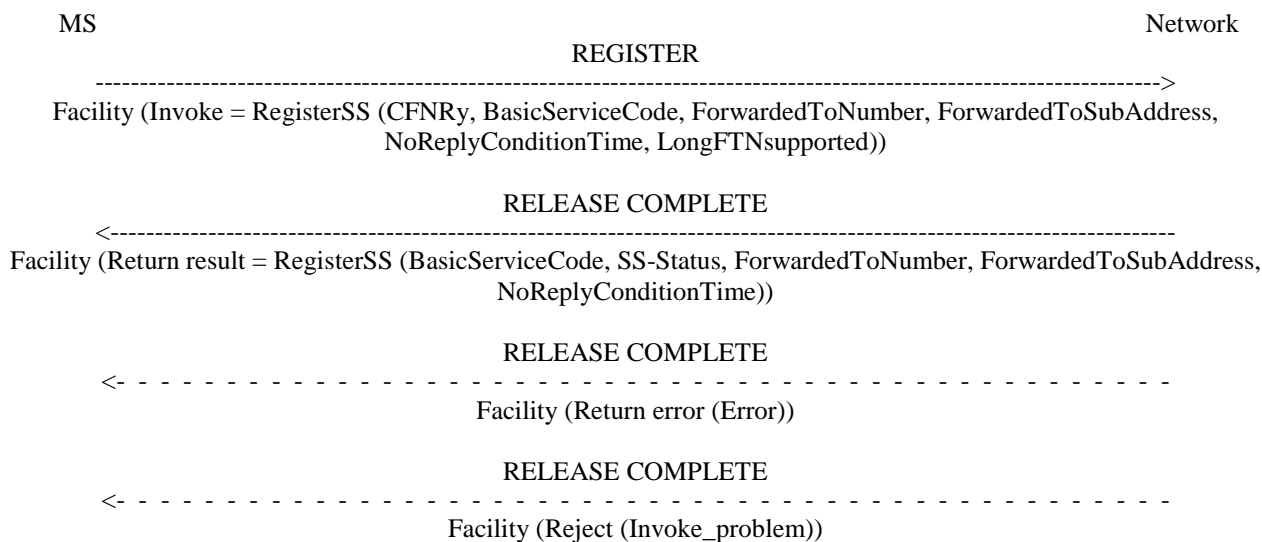 MS Network
REGISTER
------------------------------------------------------------------------------------------------------------------------>
Facility (Invoke = RegisterSS (CFNRy, BasicServiceCode, ForwardedToNumber, ForwardedToSubAddress,
NoReplyConditionTime, LongFTNsupported))
RELEASE COMPLETE
<------------------------------------------------------------------------------------------------------------------------
Facility (Return result = RegisterSS (BasicServiceCode, SS-Status, ForwardedToNumber, ForwardedToSubAddress,
NoReplyConditionTime))
RELEASE COMPLETE
<- - - - - - - - - - - - - - - - - - - - - - - - - - - - - - - - - - - - - - - - - - - - - - - -
Facility (Return error (Error))
RELEASE COMPLETE
<- - - - - - - - - - - - - - - - - - - - - - - - - - - - - - - - - - - - - - - - - - - - - - - -
Facility (Reject (Invoke_problem))